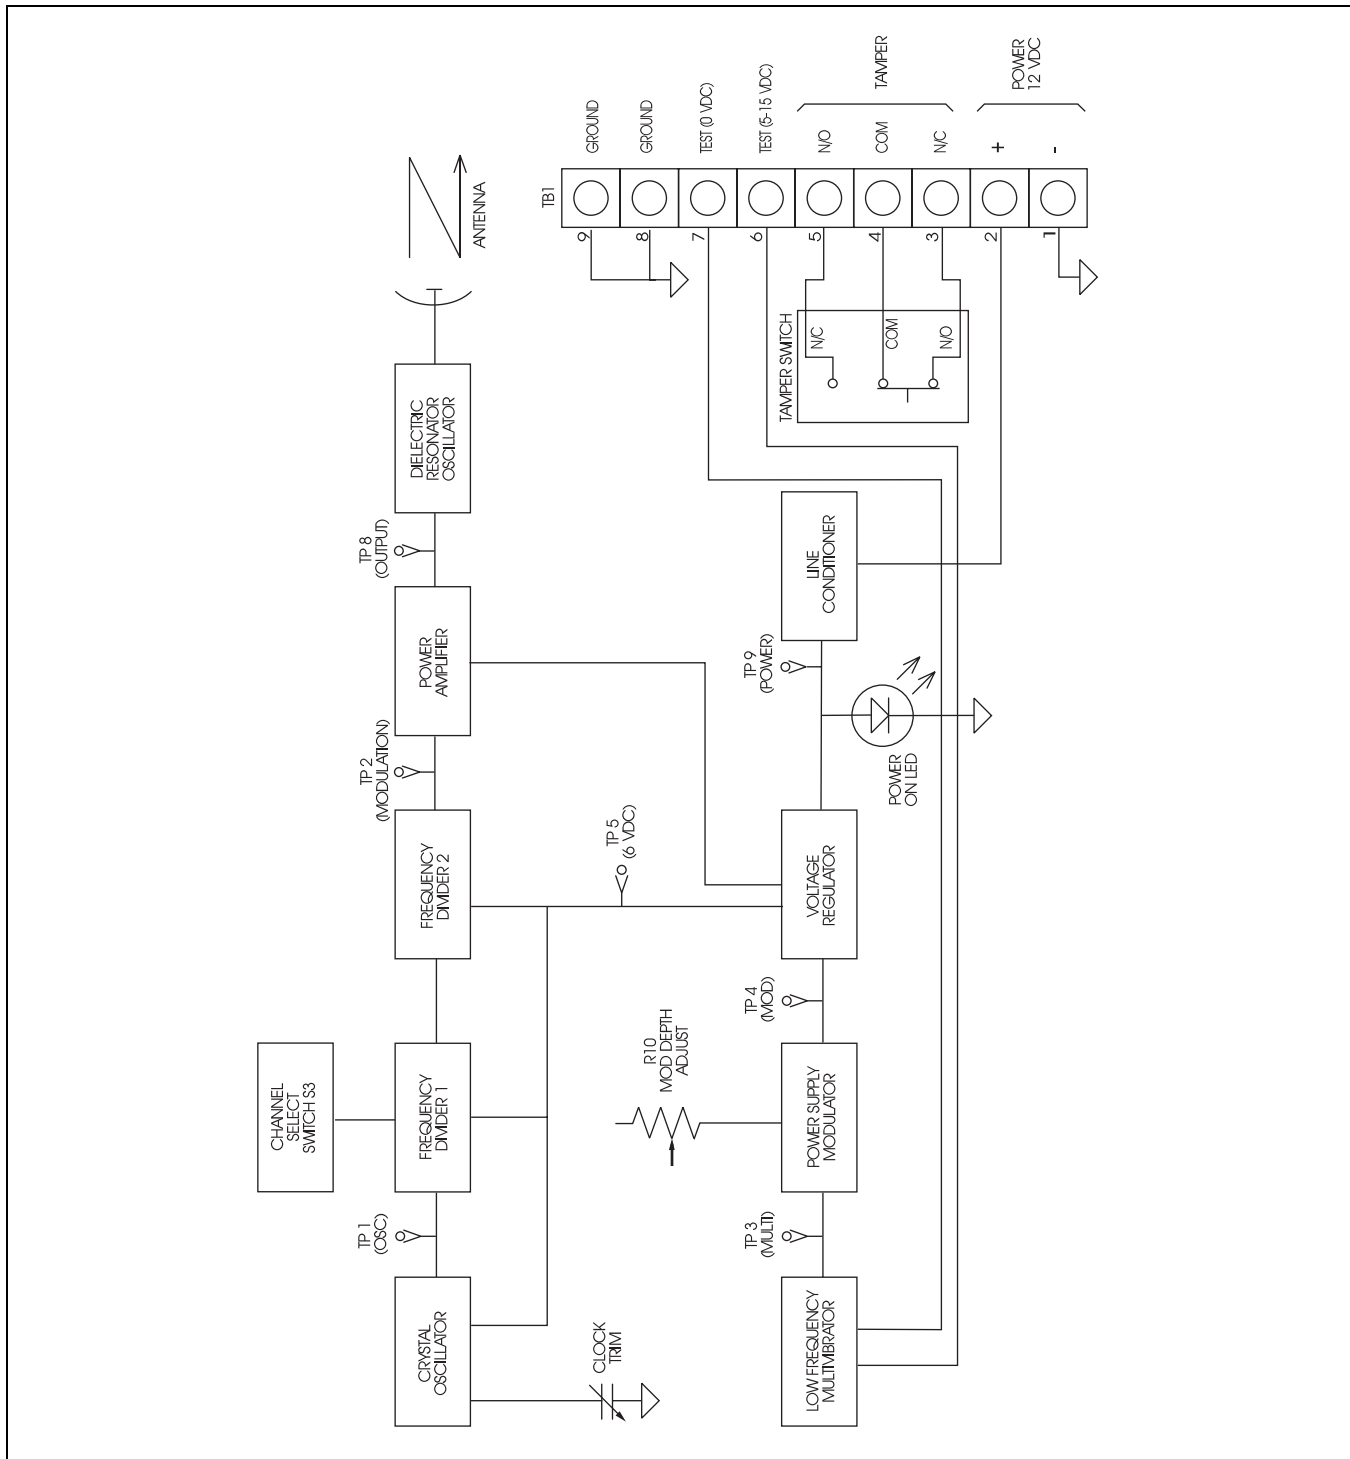 CHANNEL
SELECT
SWITCH S3
CRYSTAL
OSCILLATOR
TP 1
(OSC)
FREQUENCY
DIVIDER 1
FREQUENCY
DIVIDER 2
TP 2
(MODULATION)
POWER
AMPLIFIER
TP 8
(OUTPUT)
DIELECTRIC
RESONATOR
OSCILLATOR
ANTENNA
CLOCK
TRIM
R10
MOD DEPTH
ADJUST
TP 5
(6 VDC)
LOW FREQUENCY
MULTIMIBRATOR
TP 3
(MULTI)
POWER SUPPLY
MODULATOR
TP 4
(MOD)
VOLTAGE
REGULATOR
POWER
ON LED
TP 9
(POWER)
LINE
CONDITIONER
TAMPER SWITCH
N/C
COM
N/O
TB1
9
GROUND
8
GROUND
7
TEST (0 VDC)
6
TEST (5-15 VDC)
5
N/O
4
COM
3
N/C
TAMPER
2
+
1
-
POWER
12 VDC